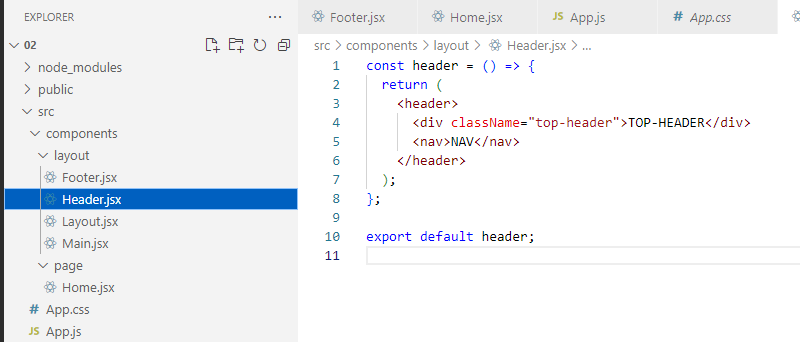 EXPLORER
Footer.jsx
Home.jsx
JS App.js
App.css
02
node_modules
public
src
components
layout
Footer.jsx
Header.jsx
Layout.jsx
Main.jsx
page
Home.jsx
# App.css
JS App.js
src > components > layout > Header.jsx > ...
1 const header = () => {
2 return (
3 <header>
4 <div className="top-header">TOP-HEADER</div>
5 <nav>NAV</nav>
6 </header>
7 );
8 };
9
10 export default header;
11